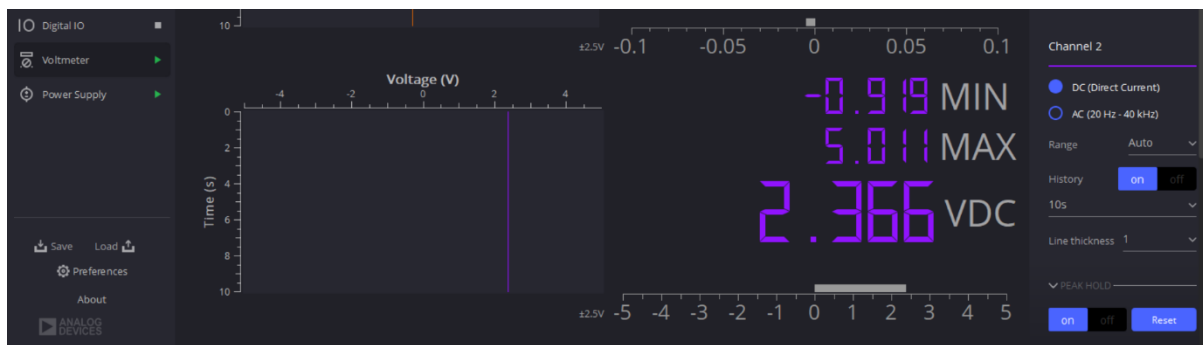 IO Digital IO
Voltmeter
Power Supply
Save Load
Preferences
About
ANALOG
DEVICES
10
±2.5V
Voltage (V)
-4 -2 0 2 4
Time (s)
0
2
4
6
8
10
±2.5V
-0.1 -0.05 0 0.05 0.1
-0.919 MIN
5.011 MAX
2.366 VDC
-5 -4 -3 -2 -1 0 1 2 3 4 5
Channel 2
DC (Direct Current)
AC (20 Hz - 40 kHz)
Range Auto
History on off
10s
Line thickness 1
PEAK HOLD
on off Reset